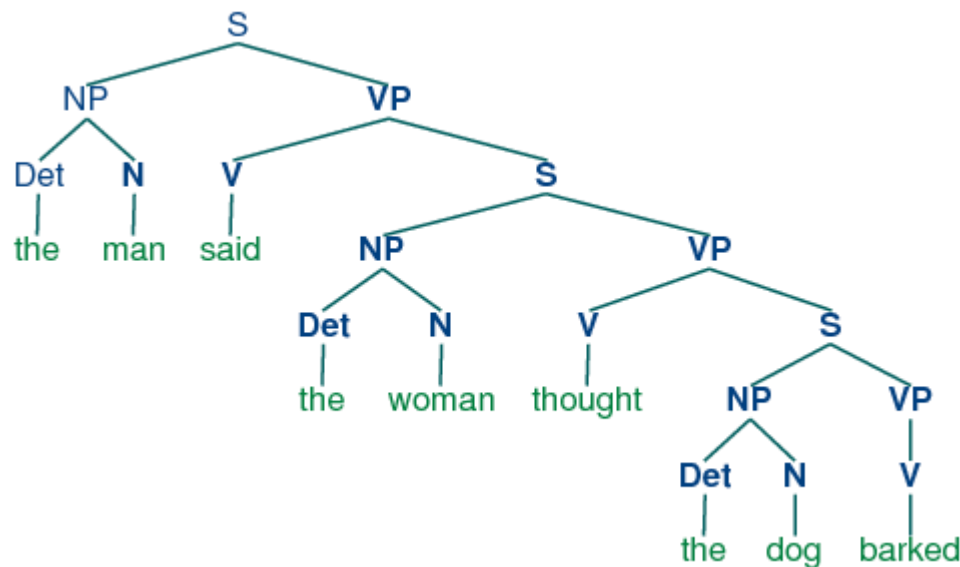 S
NP VP
Det N V S
the man said NP VP
Det N V S
the woman thought NP VP
Det N V
the dog barked